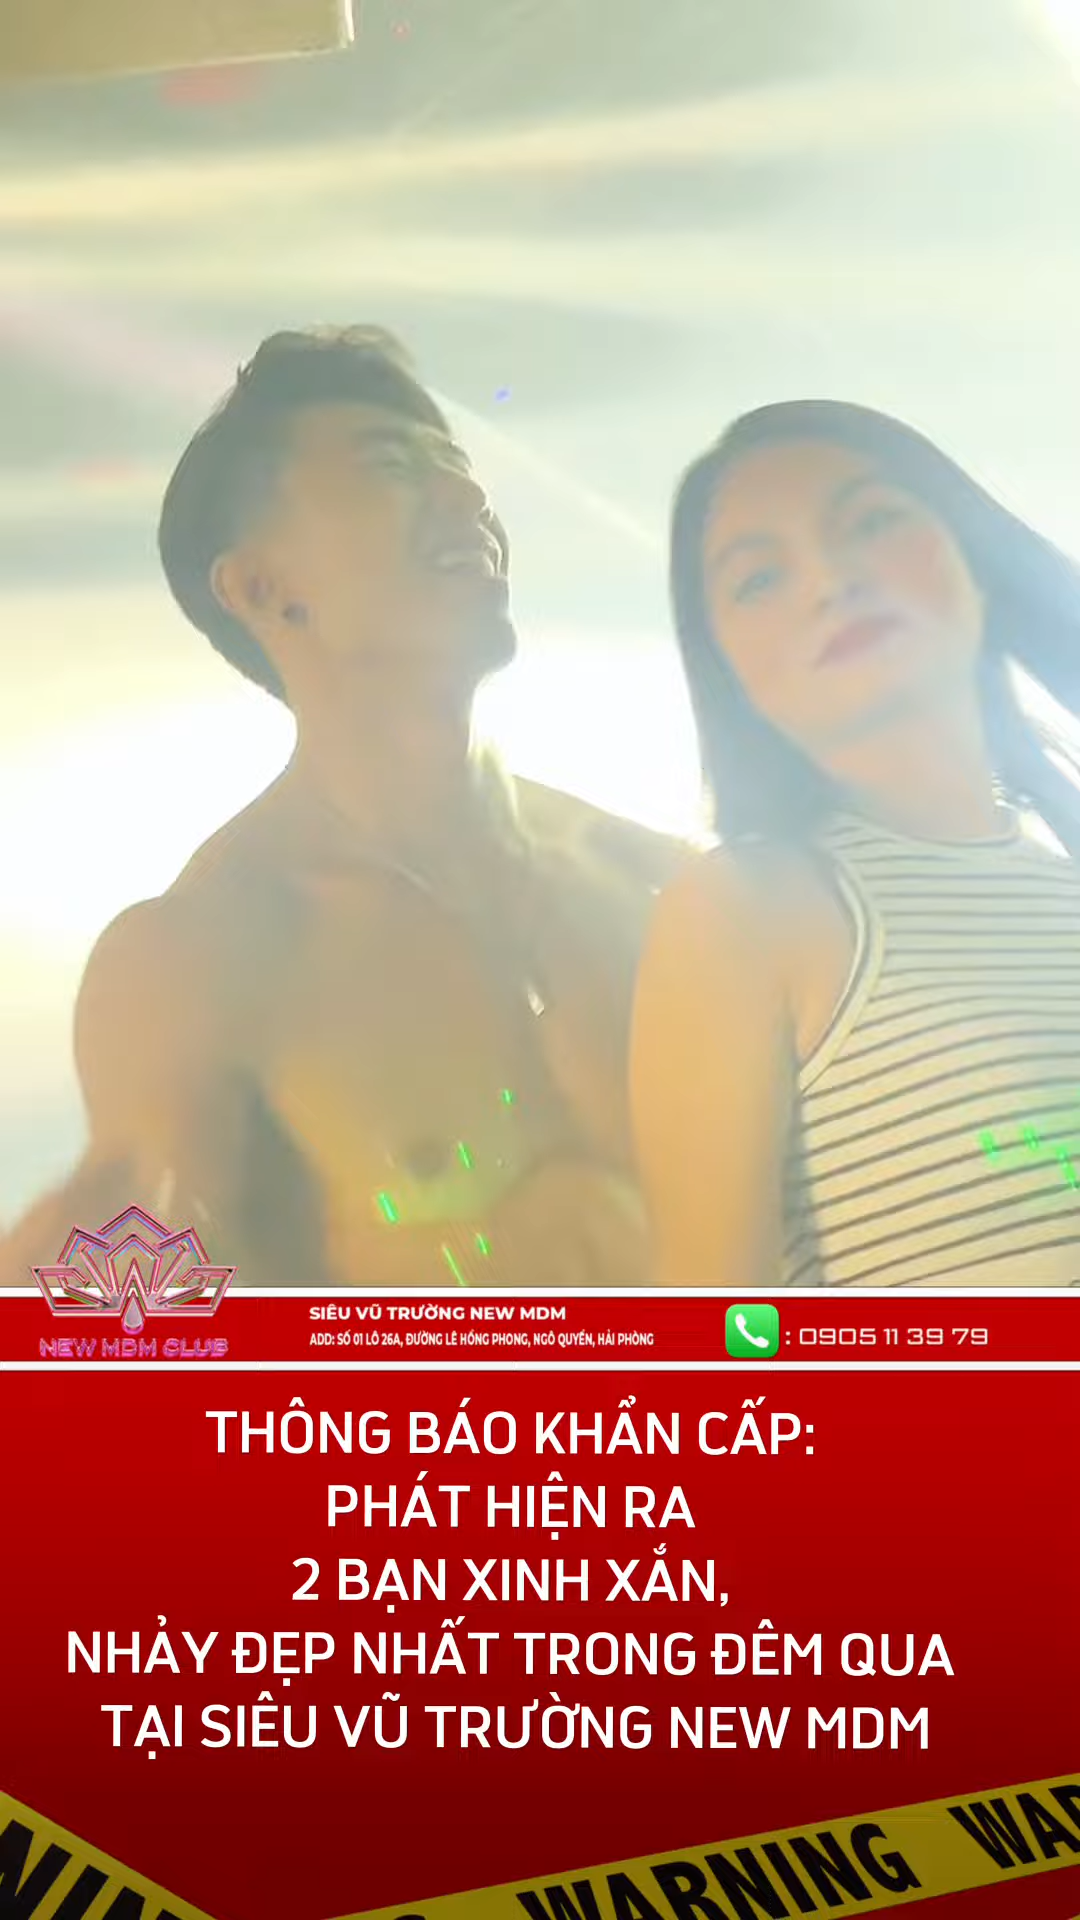 NEW MDM CLUB
SIÊU VŨ TRƯỜNG NEW MDM
ADD: SỐ 01 LÔ 26A, ĐƯỜNG LÊ HỒNG PHONG, NGÔ QUYỀN, HẢI PHÒNG
: 0905 11 39 79
THÔNG BÁO KHẨN CẤP:
PHÁT HIỆN RA
2 BẠN XINH XẮN,
NHẢY ĐẸP NHẤT TRONG ĐÊM QUA
TẠI SIÊU VŨ TRƯỜNG NEW MDM
WARNING